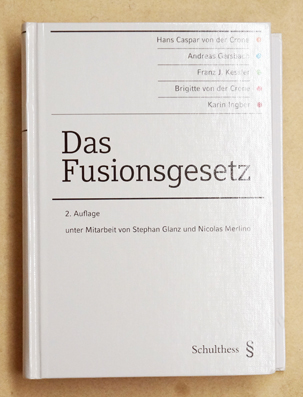 Hans Caspar von der Crone
Andreas Gersbach
Franz J. Kessler
Brigitte von der Crone
Karin Ingber
Das
Fusionsgesetz
2. Auflage
unter Mitarbeit von Stephan Glanz und Nicolas Merlino
Schulthess §